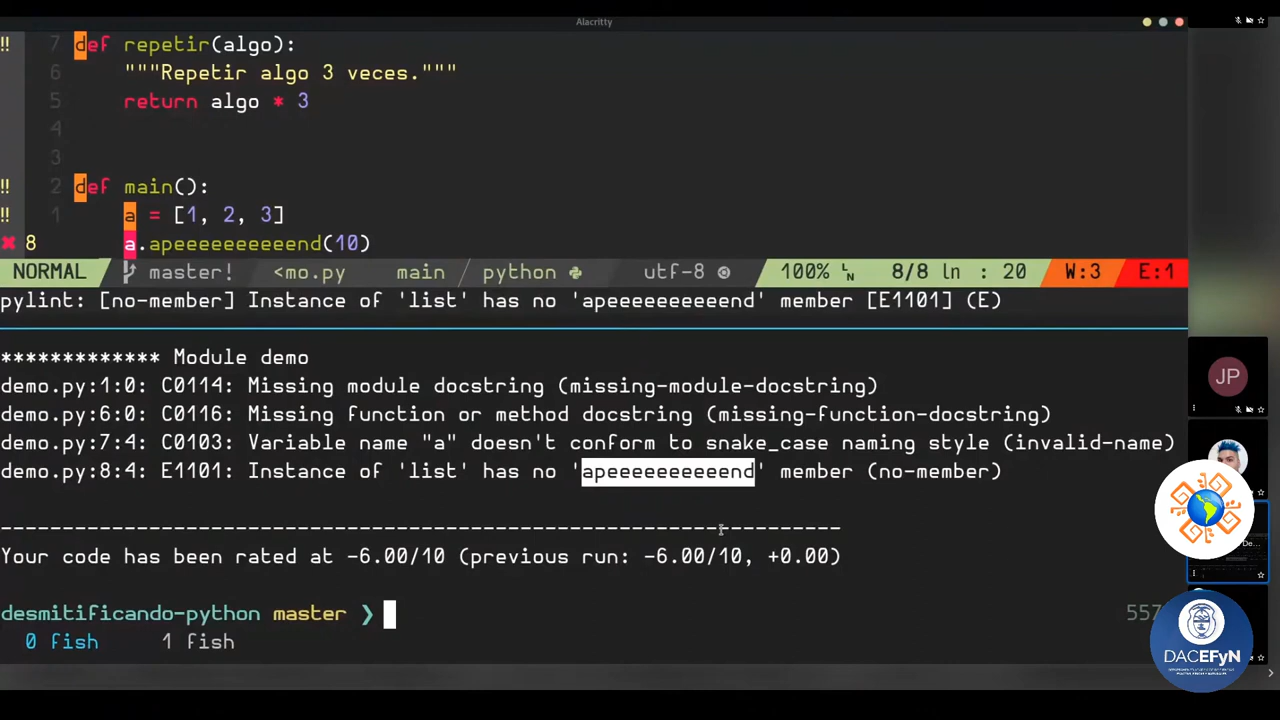 Alacritty
!! 7 def repetir(algo):
6 """Repetir algo 3 veces."""
5 return algo * 3
4
3
!! 2 def main():
!! 1 a = [1, 2, 3]
✖ 8 a.apeeeeeeeeeend(10)
NORMAL master! <mo.py main python utf-8 100% 8/8 ln : 20 W:3 E:1
pylint: [no-member] Instance of 'list' has no 'apeeeeeeeeeend' member [E1101] (E)
************* Module demo
demo.py:1:0: C0114: Missing module docstring (missing-module-docstring)
demo.py:6:0: C0116: Missing function or method docstring (missing-function-docstring)
demo.py:7:4: C0103: Variable name "a" doesn't conform to snake_case naming style (invalid-name)
demo.py:8:4: E1101: Instance of 'list' has no 'apeeeeeeeeeend' member (no-member)
--------------------------------------------------------------------
Your code has been rated at -6.00/10 (previous run: -6.00/10, +0.00)
desmitificando-python master ❯ 557
0 fish 1 fish
JP
De...
DACEFyN